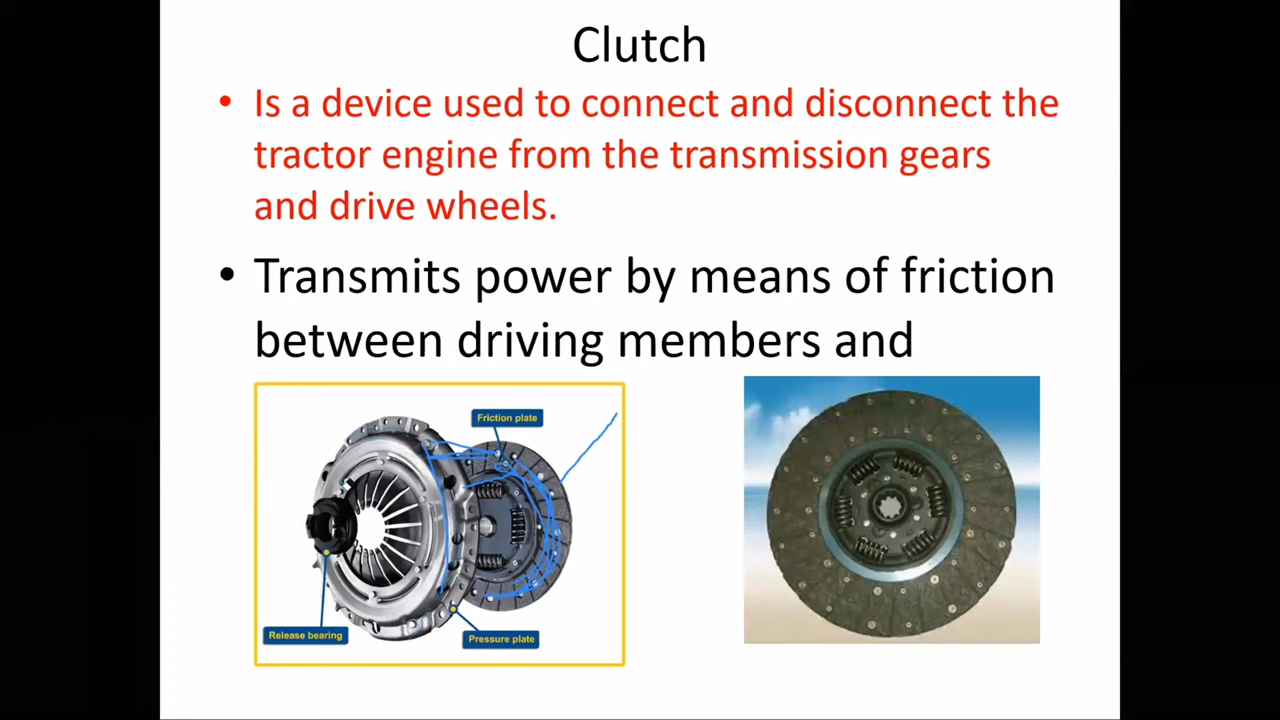 Clutch
• Is a device used to connect and disconnect the
tractor engine from the transmission gears
and drive wheels.
• Transmits power by means of friction
between driving members and
Friction plate
Release bearing
Pressure plate